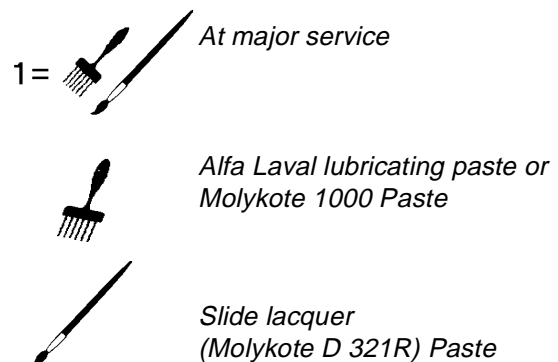 At major service
1=
Alfa Laval lubricating paste or
Molykote 1000 Paste
Slide lacquer
(Molykote D 321R) Paste